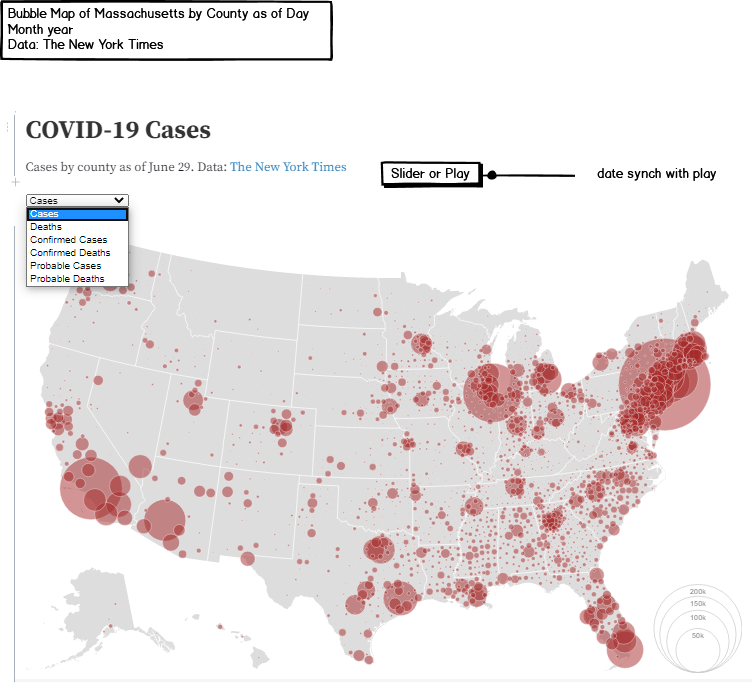 Bubble Map of Massachusetts by County as of Day
Month year
Data: The New York Times
COVID-19 Cases
Cases by county as of June 29. Data: The New York Times
Slider or Play
date synch with play
Cases
Cases
Deaths
Confirmed Cases
Confirmed Deaths
Probable Cases
Probable Deaths
200k
150k
100k
50k